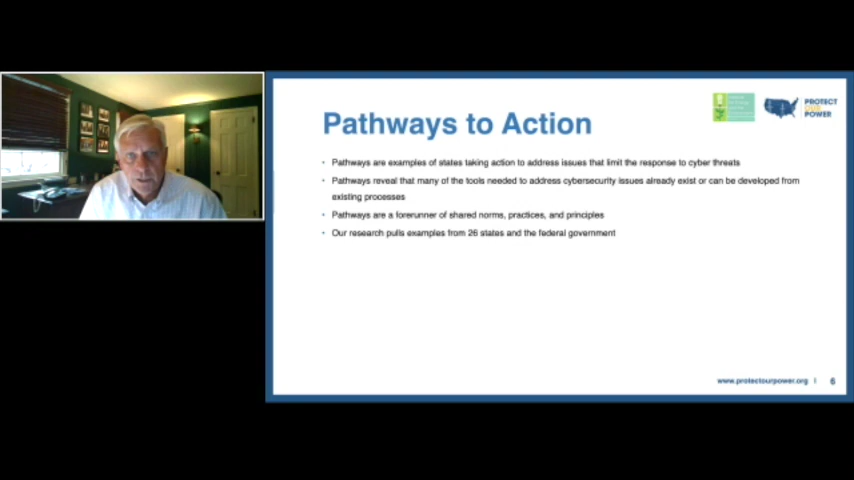 Pathways to Action
• Pathways are examples of states taking action to address issues that limit the response to cyber threats
• Pathways reveal that many of the tools needed to address cybersecurity issues already exist or can be developed from
existing processes
• Pathways are a forerunner of shared norms, practices, and principles
• Our research pulls examples from 26 states and the federal government
PROTECT
OUR
POWER
www.protectourpower.org | 6